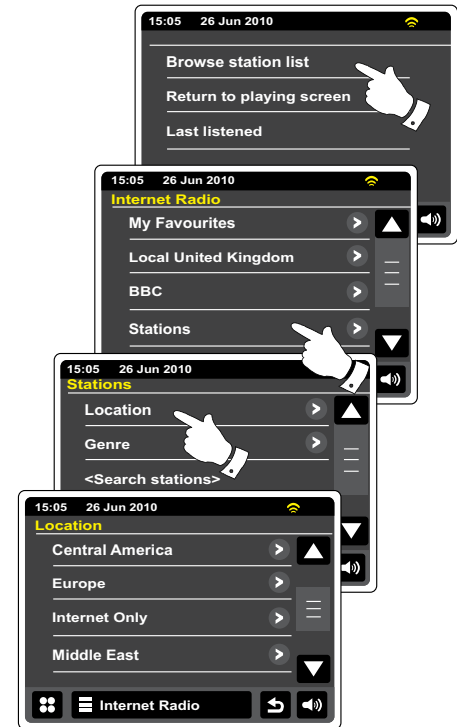 15:05 26 Jun 2010
Browse station list
Return to playing screen
Last listened
15:05 26 Jun 2010
Internet Radio
My Favourites
Local United Kingdom
BBC
Stations
15:05 26 Jun 2010
Stations
Location
Genre
<Search stations>
15:05 26 Jun 2010
Location
Central America
Europe
Internet Only
Middle East
Internet Radio